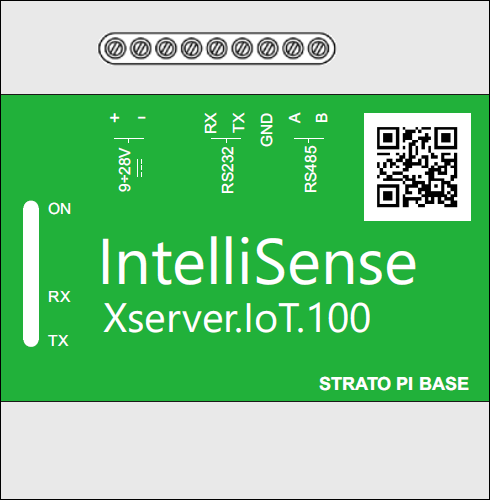 + –
RX TX GND A B
9+28V RS232 RS485
ON
IntelliSense
RX
Xserver.IoT.100
TX
STRATO PI BASE